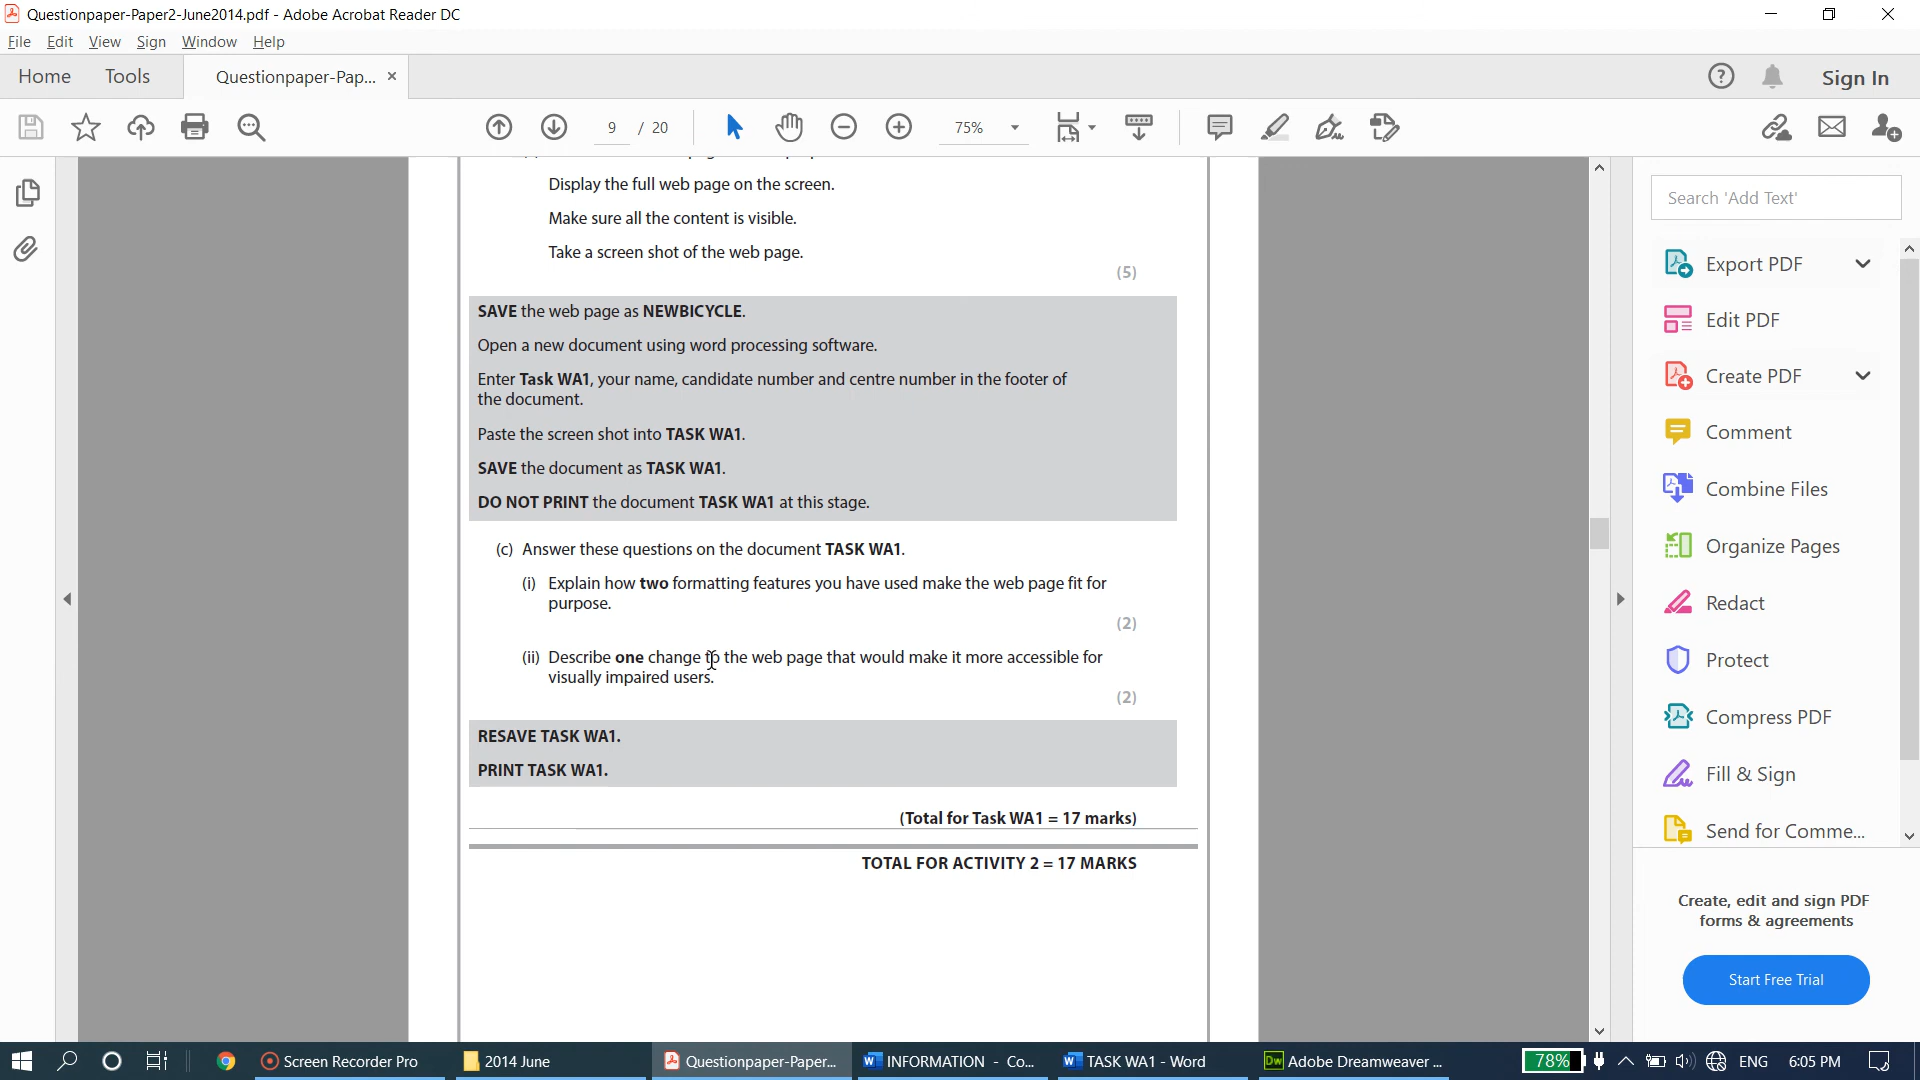 Questionpaper-Paper2-June2014.pdf - Adobe Acrobat Reader DC
File Edit View Sign Window Help
Home Tools Questionpaper-Pap... ×
Sign In
9 / 20
75%
Display the full web page on the screen.
Make sure all the content is visible.
Take a screen shot of the web page.
(5)
SAVE the web page as NEWBICYCLE.
Open a new document using word processing software.
Enter Task WA1, your name, candidate number and centre number in the footer of
the document.
Paste the screen shot into TASK WA1.
SAVE the document as TASK WA1.
DO NOT PRINT the document TASK WA1 at this stage.
(c) Answer these questions on the document TASK WA1.
(i) Explain how two formatting features you have used make the web page fit for
purpose.
(2)
(ii) Describe one change to the web page that would make it more accessible for
visually impaired users.
(2)
RESAVE TASK WA1.
PRINT TASK WA1.
(Total for Task WA1 = 17 marks)
TOTAL FOR ACTIVITY 2 = 17 MARKS
Search 'Add Text'
Export PDF
Edit PDF
Create PDF
Comment
Combine Files
Organize Pages
Redact
Protect
Compress PDF
Fill & Sign
Send for Comme...
Create, edit and sign PDF
forms & agreements
Start Free Trial
Screen Recorder Pro
2014 June
Questionpaper-Paper...
INFORMATION - Co...
TASK WA1 - Word
Dw Adobe Dreamweaver ...
78%
ENG
6:05 PM